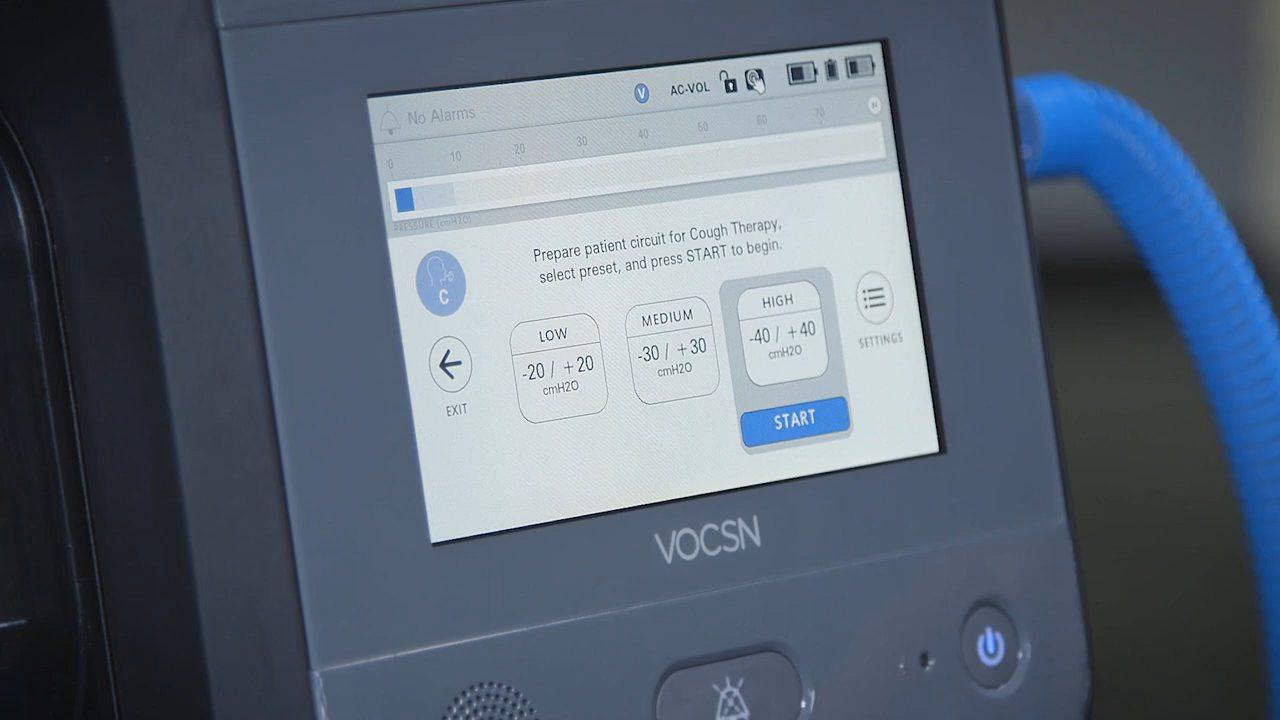 No Alarms
V
AC-VOL
0 10 20 30 40 50 60 70
PRESSURE (cmH2O)
Prepare patient circuit for Cough Therapy,
select preset, and press START to begin.
C
EXIT
LOW
-20 / +20
cmH2O
MEDIUM
-30 / +30
cmH2O
HIGH
-40 / +40
cmH2O
START
SETTINGS
VOCSN